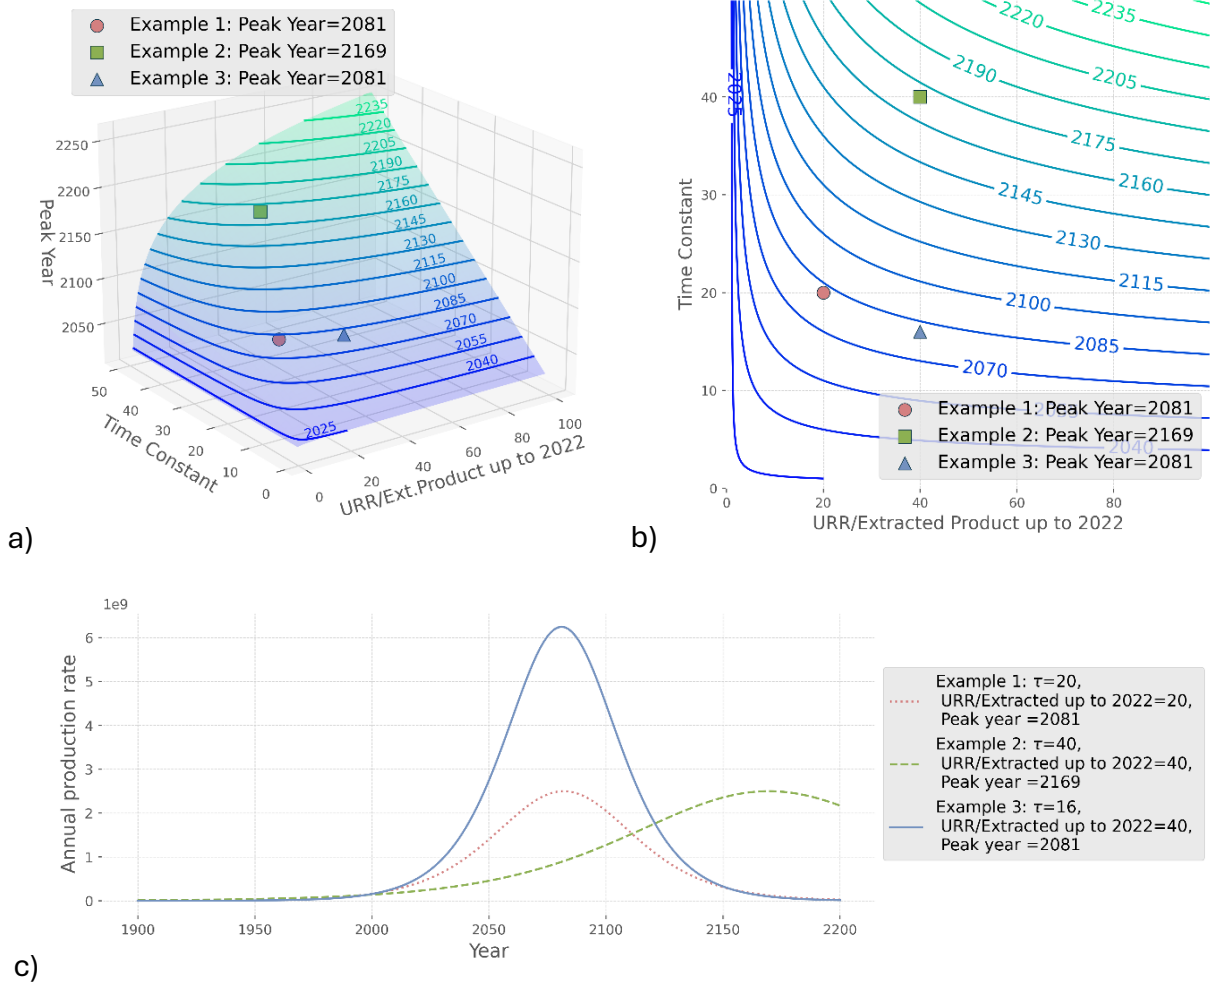 Example 1: Peak Year=2081
Example 2: Peak Year=2169
Example 3: Peak Year=2081
2235
2220
2205
2190
2175
2160
2145
2130
2115
2100
2085
2070
2055
2040
2025
2250
2200
2150
2100
2050
Peak Year
50
40
30
20
10
0
Time Constant
0
20
40
60
80
100
URR/Ext.Product up to 2022
a)
2235
2220
2205
2190
2175
2160
2145
2130
2115
2100
2085
2070
2055
2040
2025
40
30
20
10
0
Time Constant
Example 1: Peak Year=2081
Example 2: Peak Year=2169
Example 3: Peak Year=2081
0
20
40
60
80
URR/Extracted Product up to 2022
b)
1e9
6
5
4
3
2
1
0
Annual production rate
1900
1950
2000
2050
2100
2150
2200
Year
Example 1: τ=20,
URR/Extracted up to 2022=20,
Peak year =2081
Example 2: τ=40,
URR/Extracted up to 2022=40,
Peak year =2169
Example 3: τ=16,
URR/Extracted up to 2022=40,
Peak year =2081
c)